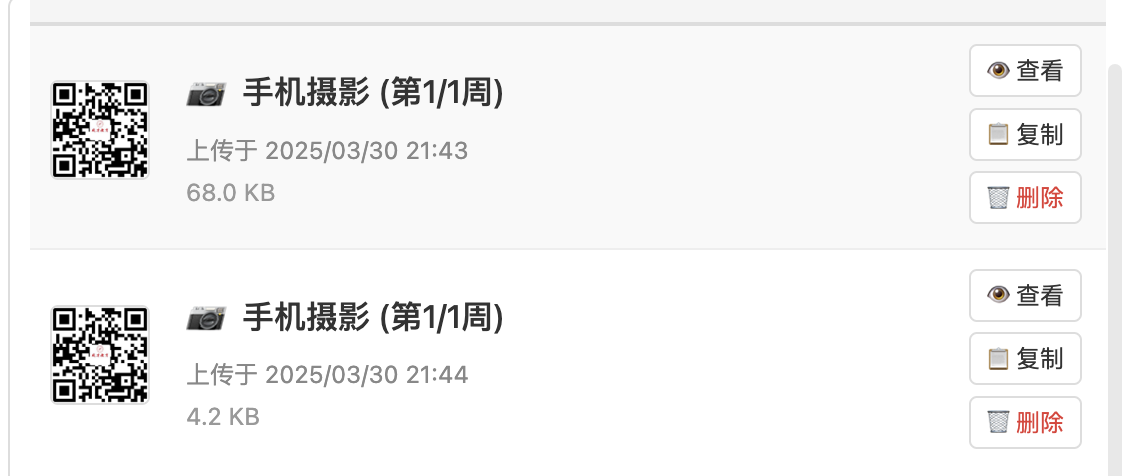 手机摄影 (第1/1周)
上传于 2025/03/30 21:43
68.0 KB
查看
复制
删除
手机摄影 (第1/1周)
上传于 2025/03/30 21:44
4.2 KB
查看
复制
删除